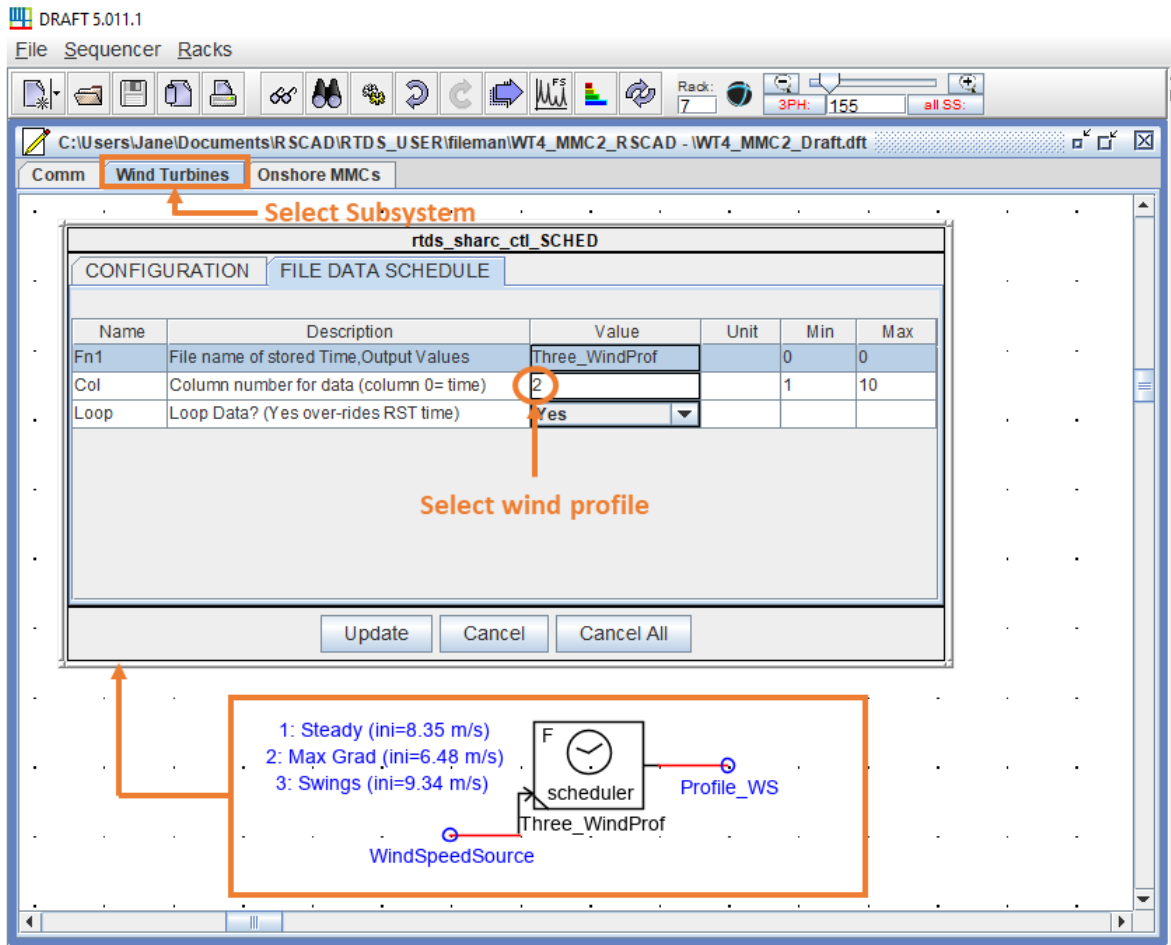 DRAFT 5.011.1
File Sequencer Racks
FS
Rack:
7
3PH: 155 all SS:
C:\Users\Jane\Documents\RSCAD\RTDS_USER\fileman\WT4_MMC2_RSCAD - \WT4_MMC2_Draft.dft
Comm Wind Turbines Onshore MMCs
Select Subsystem
rtds_sharc_ctl_SCHED
CONFIGURATION FILE DATA SCHEDULE
Name Description Value Unit Min Max
Fn1 File name of stored Time,Output Values Three_WindProf 0 0
Col Column number for data (column 0= time) 2 1 10
Loop Loop Data? (Yes over-rides RST time) Yes
Select wind profile
Update Cancel Cancel All
1: Steady (ini=8.35 m/s)
2: Max Grad (ini=6.48 m/s)
3: Swings (ini=9.34 m/s)
F
scheduler
Three_WindProf
Profile_WS
WindSpeedSource